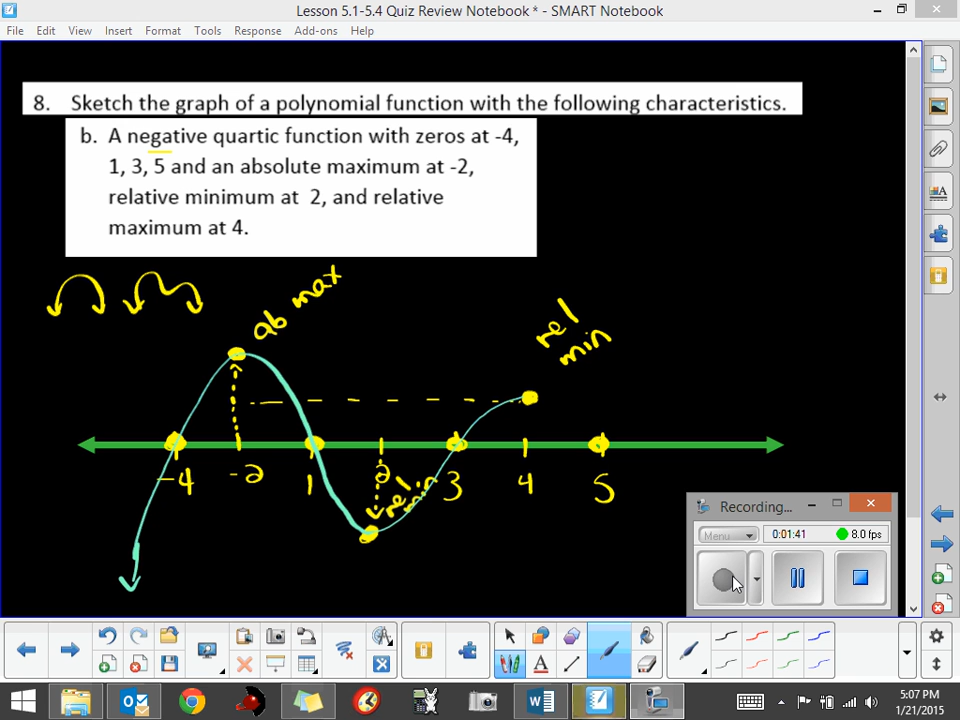 Lesson 5.1-5.4 Quiz Review Notebook * - SMART Notebook
File Edit View Insert Format Tools Response Add-ons Help
8. Sketch the graph of a polynomial function with the following characteristics.
b. A negative quartic function with zeros at -4,
1, 3, 5 and an absolute maximum at -2,
relative minimum at 2, and relative
maximum at 4.
ab max
rel
min
-4 -2 1 2 3 4 5
rel min
Recording...
Menu 0:01:41 8.0 fps
5:07 PM
1/21/2015